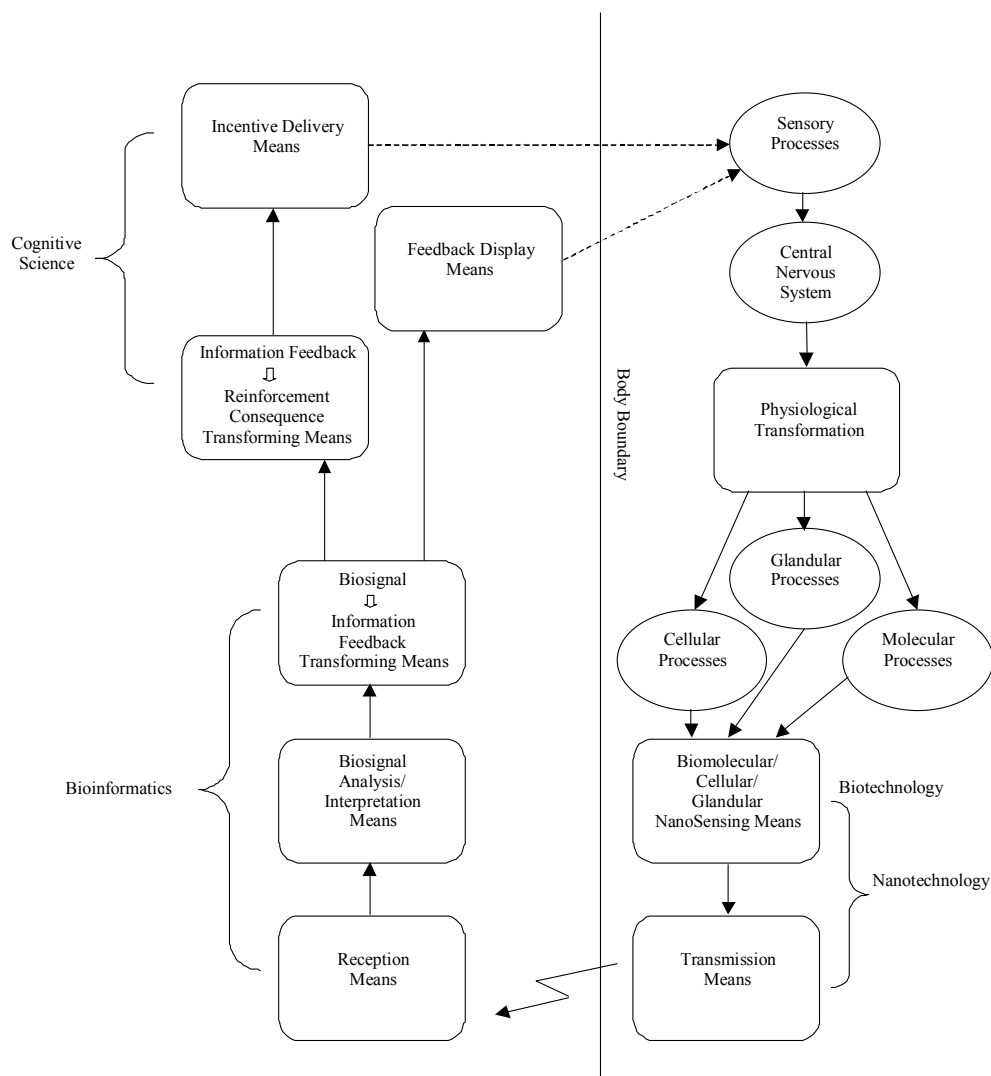 Incentive Delivery
Means
Sensory
Processes
Cognitive
Science
Feedback Display
Means
Central
Nervous
System
Information Feedback
⇩
Reinforcement
Consequence
Transforming Means
Body Boundary
Physiological
Transformation
Biosignal
⇩
Information
Feedback
Transforming Means
Glandular
Processes
Cellular
Processes
Molecular
Processes
Bioinformatics
Biosignal
Analysis/
Interpretation
Means
Biomolecular/
Cellular/
Glandular
NanoSensing Means
Biotechnology
Nanotechnology
Reception
Means
Transmission
Means